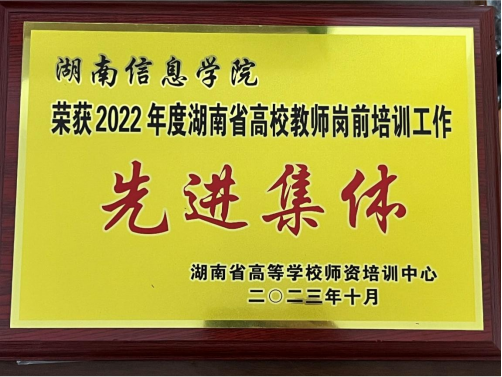 湖南信息学院
荣获2022年度湖南省高校教师岗前培训工作
先进集体
湖南省高等学校师资培训中心
二〇二三年十月